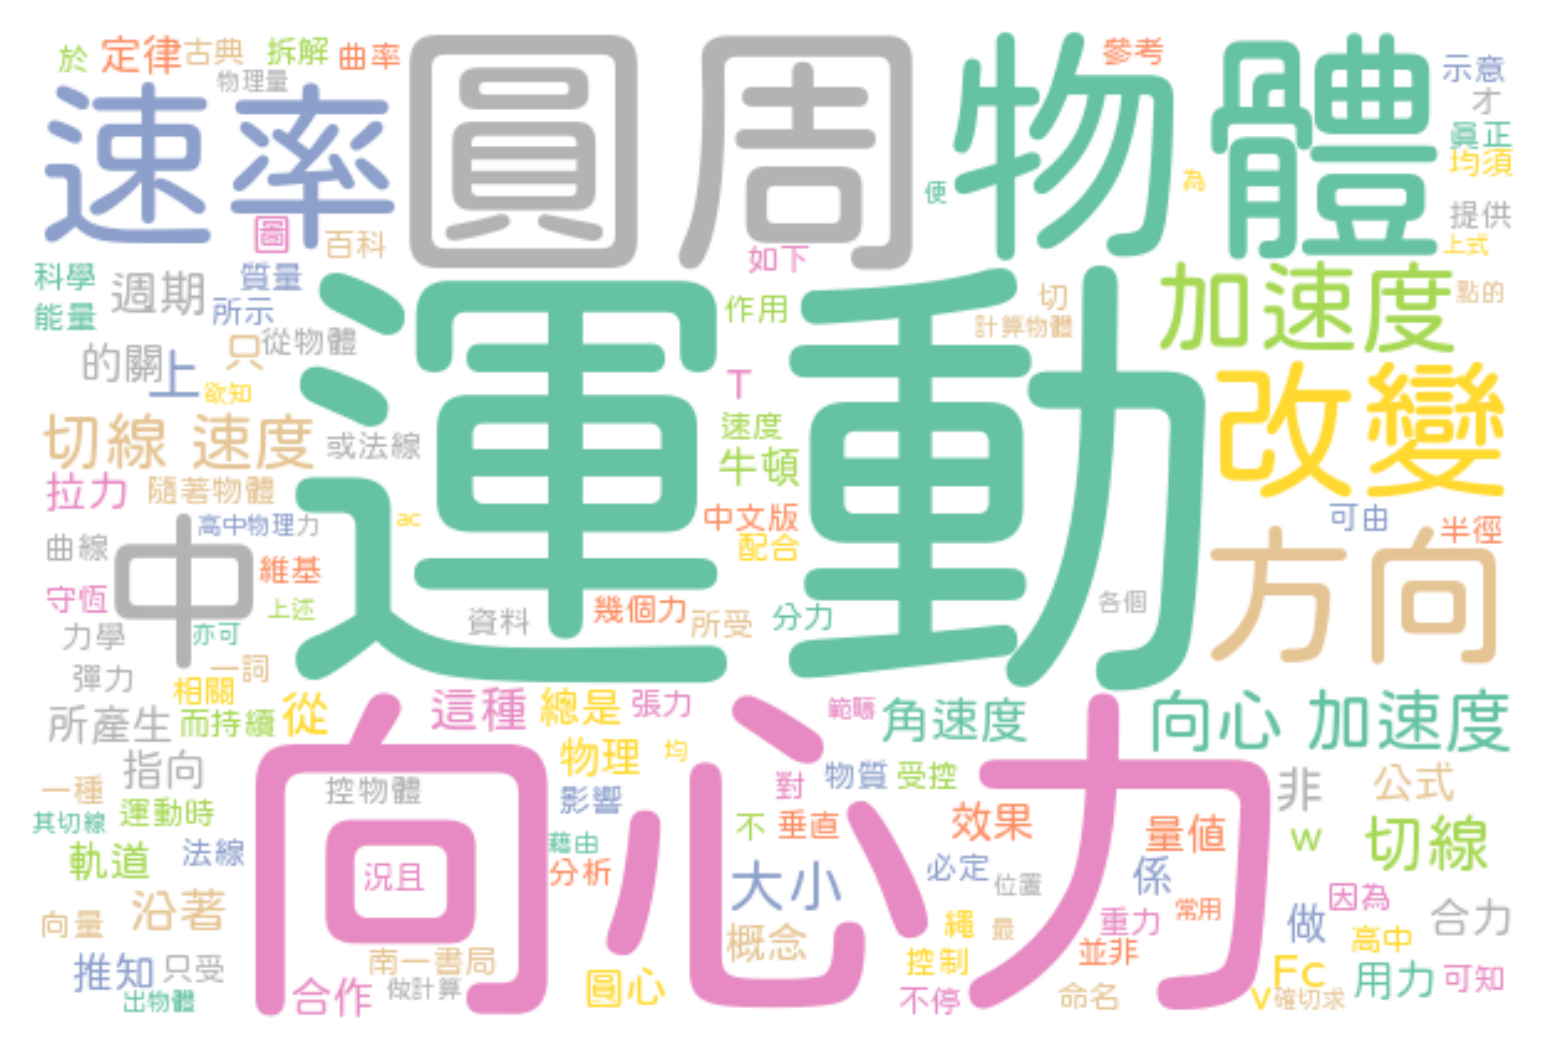 於 定律 古典 拆解 曲率 參考
物理量 示意
速率 圓周 物體 才
真正
均須
便 為 提供
圖 百科 如下 上式
科學 週期 質量 作用 切 加速度 點的
能量 所示 計算物體
的關 上 只 從物體
欲知 T 改變
切線 速度 或法線 運動 速度
牛頓
拉力 隨著物體
高中物理 力 ac 中文版 可由 半徑
曲線 中 配合
維基 方向
守恆 上述 資料 幾個力 所受 分力 各個
力學 亦可
彈力 相關 一詞
所產生 而持續 從 這種 總是 張力 範疇 角速度 向心 加速度
指向 物理 均
一種 控物體 影響 對 物質 受控 非 公式
其切線 運動時 向心力 不 垂直 效果 量值 w 切線
軌道 法線 藉由
況且 分析 大小 必定 位置 係
向量 沿著 概念 繩 最 重力 常用 做 因為 合力
南一書局 控制 並非 高中
推知 只受 Fc 用力 可知
出物體 合作 做計算 圓心 不停 命名 v 確切求